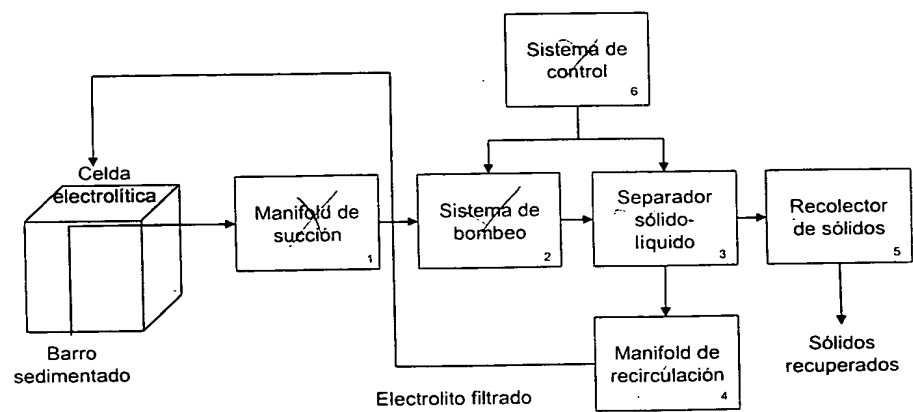 Sistema de
control
6
Celda
electrolítica
Manifold de
succión
1
Sistema de
bombeo
2
Separador
sólido-
líquido
3
Recolector
de sólidos
5
Barro
sedimentado
Manifold de
recirculación
4
Sólidos
recuperados
Electrolito filtrado